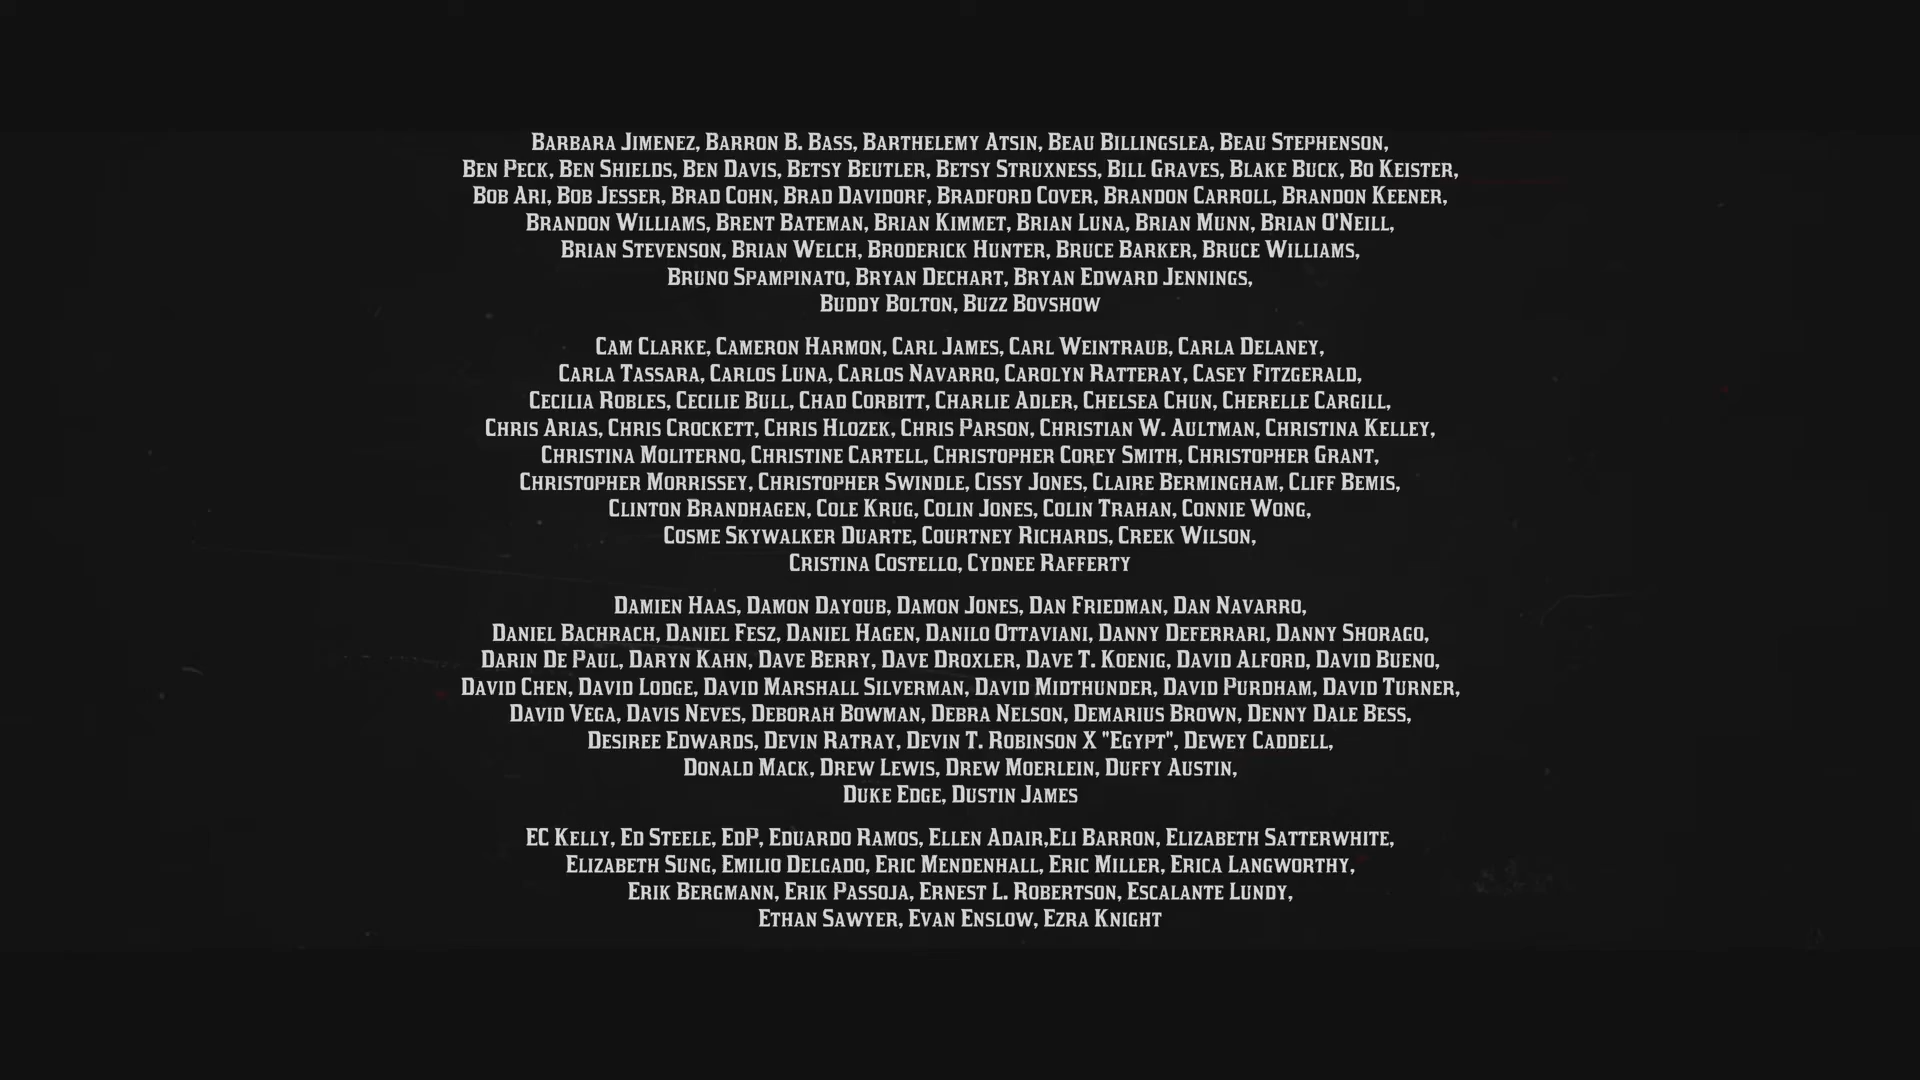 Barbara Jimenez, Barron B. Bass, Barthelemy Atsin, Beau Billingslea, Beau Stephenson,
Ben Peck, Ben Shields, Ben Davis, Betsy Beutler, Betsy Struxness, Bill Graves, Blake Buck, Bo Keister,
Bob Ari, Bob Jesser, Brad Cohn, Brad Davidorf, Bradford Cover, Brandon Carroll, Brandon Keener,
Brandon Williams, Brent Bateman, Brian Kimmet, Brian Luna, Brian Munn, Brian O'Neill,
Brian Stevenson, Brian Welch, Broderick Hunter, Bruce Barker, Bruce Williams,
Bruno Spampinato, Bryan Dechart, Bryan Edward Jennings,
Buddy Bolton, Buzz Bovshow
Cam Clarke, Cameron Harmon, Carl James, Carl Weintraub, Carla Delaney,
Carla Tassara, Carlos Luna, Carlos Navarro, Carolyn Ratteray, Casey Fitzgerald,
Cecilia Robles, Cecilie Bull, Chad Corbitt, Charlie Adler, Chelsea Chun, Cherelle Cargill,
Chris Arias, Chris Crockett, Chris Hlozek, Chris Parson, Christian W. Aultman, Christina Kelley,
Christina Moliterno, Christine Cartell, Christopher Corey Smith, Christopher Grant,
Christopher Morrissey, Christopher Swindle, Cissy Jones, Claire Bermingham, Cliff Bemis,
Clinton Brandhagen, Cole Krug, Colin Jones, Colin Trahan, Connie Wong,
Cosme Skywalker Duarte, Courtney Richards, Creek Wilson,
Cristina Costello, Cydnee Rafferty
Damien Haas, Damon Dayoub, Damon Jones, Dan Friedman, Dan Navarro,
Daniel Bachrach, Daniel Fesz, Daniel Hagen, Danilo Ottaviani, Danny Deferrari, Danny Shorago,
Darin De Paul, Daryn Kahn, Dave Berry, Dave Droxler, Dave T. Koenig, David Alford, David Bueno,
David Chen, David Lodge, David Marshall Silverman, David Midthunder, David Purdham, David Turner,
David Vega, Davis Neves, Deborah Bowman, Debra Nelson, Demarius Brown, Denny Dale Bess,
Desiree Edwards, Devin Ratray, Devin T. Robinson X "Egypt", Dewey Caddell,
Donald Mack, Drew Lewis, Drew Moerlein, Duffy Austin,
Duke Edge, Dustin James
EC Kelly, Ed Steele, EdP, Eduardo Ramos, Ellen Adair,Eli Barron, Elizabeth Satterwhite,
Elizabeth Sung, Emilio Delgado, Eric Mendenhall, Eric Miller, Erica Langworthy,
Erik Bergmann, Erik Passoja, Ernest L. Robertson, Escalante Lundy,
Ethan Sawyer, Evan Enslow, Ezra Knight